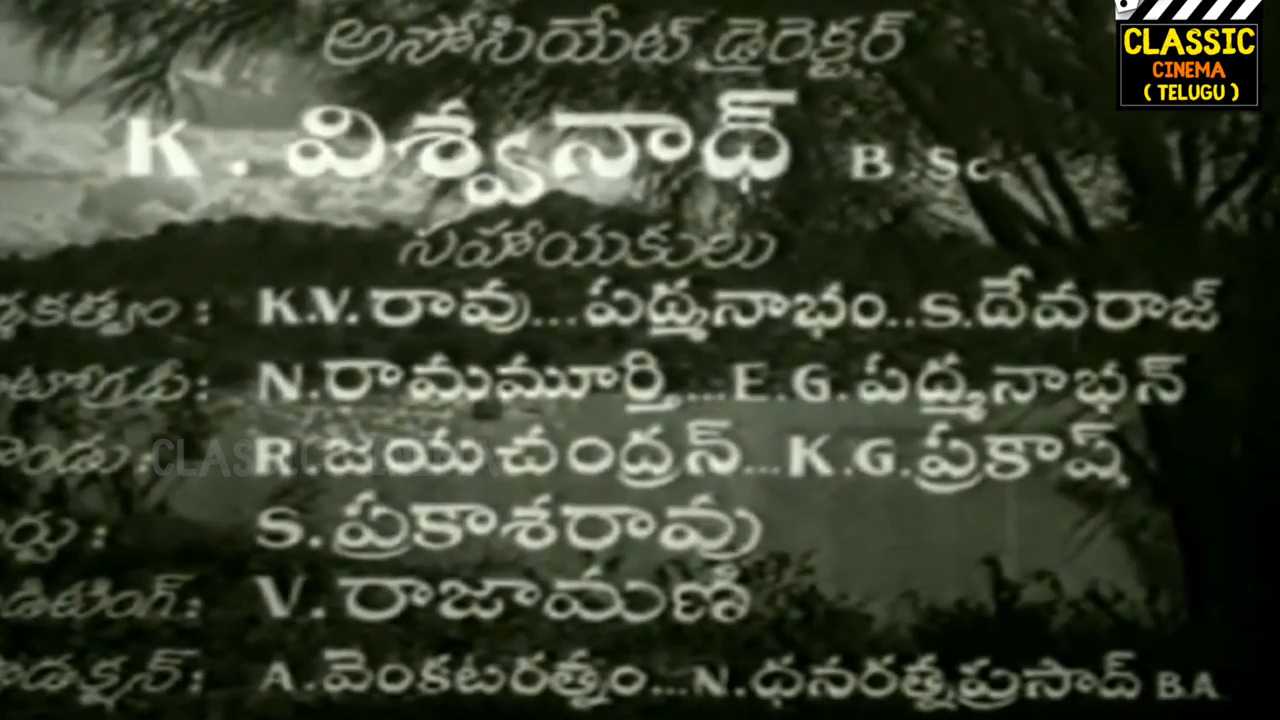 CLASSIC
CINEMA
( TELUGU )
అసోసియేట్ డైరెక్టర్
K. విశ్వనాథ్ B.Sc.
సహాయకులు
K.V.రావు...పద్మనాభం..S.దేవరాజ్
N.రామమూర్తి...E.G.పద్మనాభన్
R.జయచంద్రన్...K.G.ప్రకాష్
S.ప్రకాశరావు
V.రాజామణి
A.వెంకటరత్నం...N.ధనరత్నప్రసాద్ B.A.